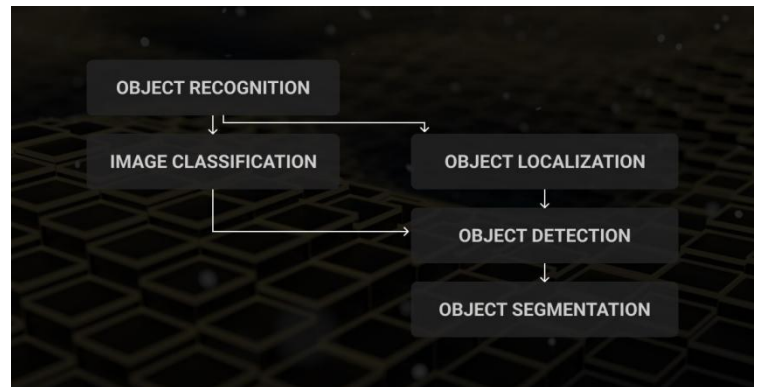 OBJECT RECOGNITION
IMAGE CLASSIFICATION
OBJECT LOCALIZATION
OBJECT DETECTION
OBJECT SEGMENTATION